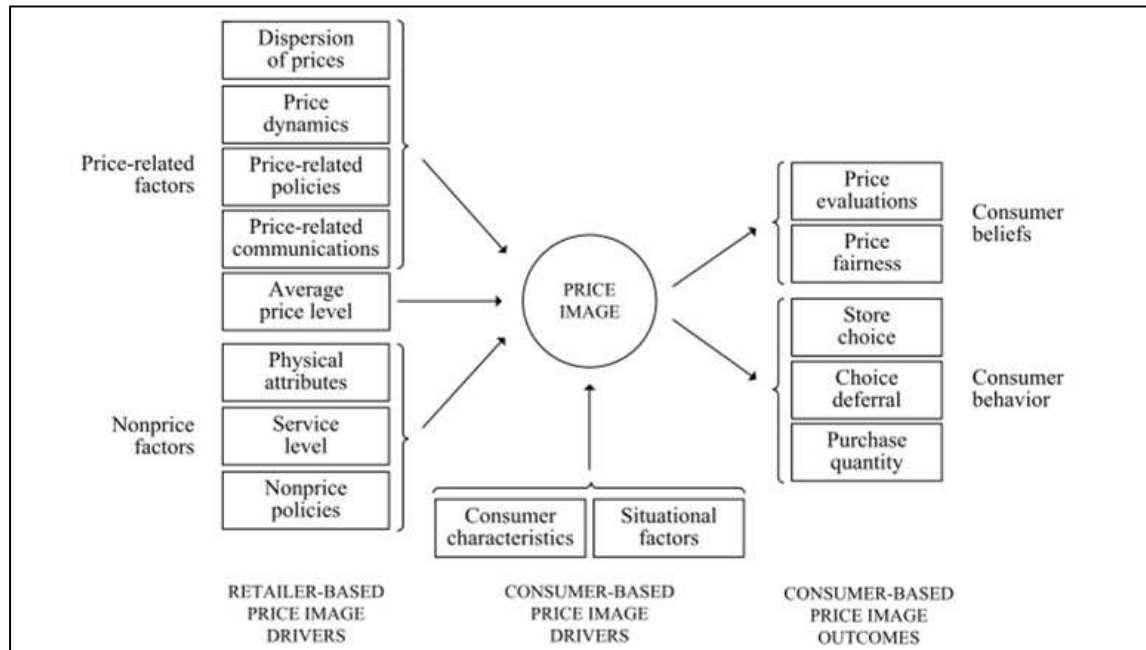 Dispersion
of prices
Price
dynamics
Price-related
policies
Price-related
communications
Price-related
factors
Average
price level
Physical
attributes
Service
level
Nonprice
policies
Nonprice
factors
PRICE
IMAGE
Consumer
characteristics
Situational
factors
Price
evaluations
Price
fairness
Consumer
beliefs
Store
choice
Choice
deferral
Purchase
quantity
Consumer
behavior
RETAILER-BASED
PRICE IMAGE
DRIVERS
CONSUMER-BASED
PRICE IMAGE
DRIVERS
CONSUMER-BASED
PRICE IMAGE
OUTCOMES